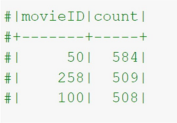 #|movieID|count|
#+-------+-----+
#|     50|  584|
#|    258|  509|
#|    100|  508|